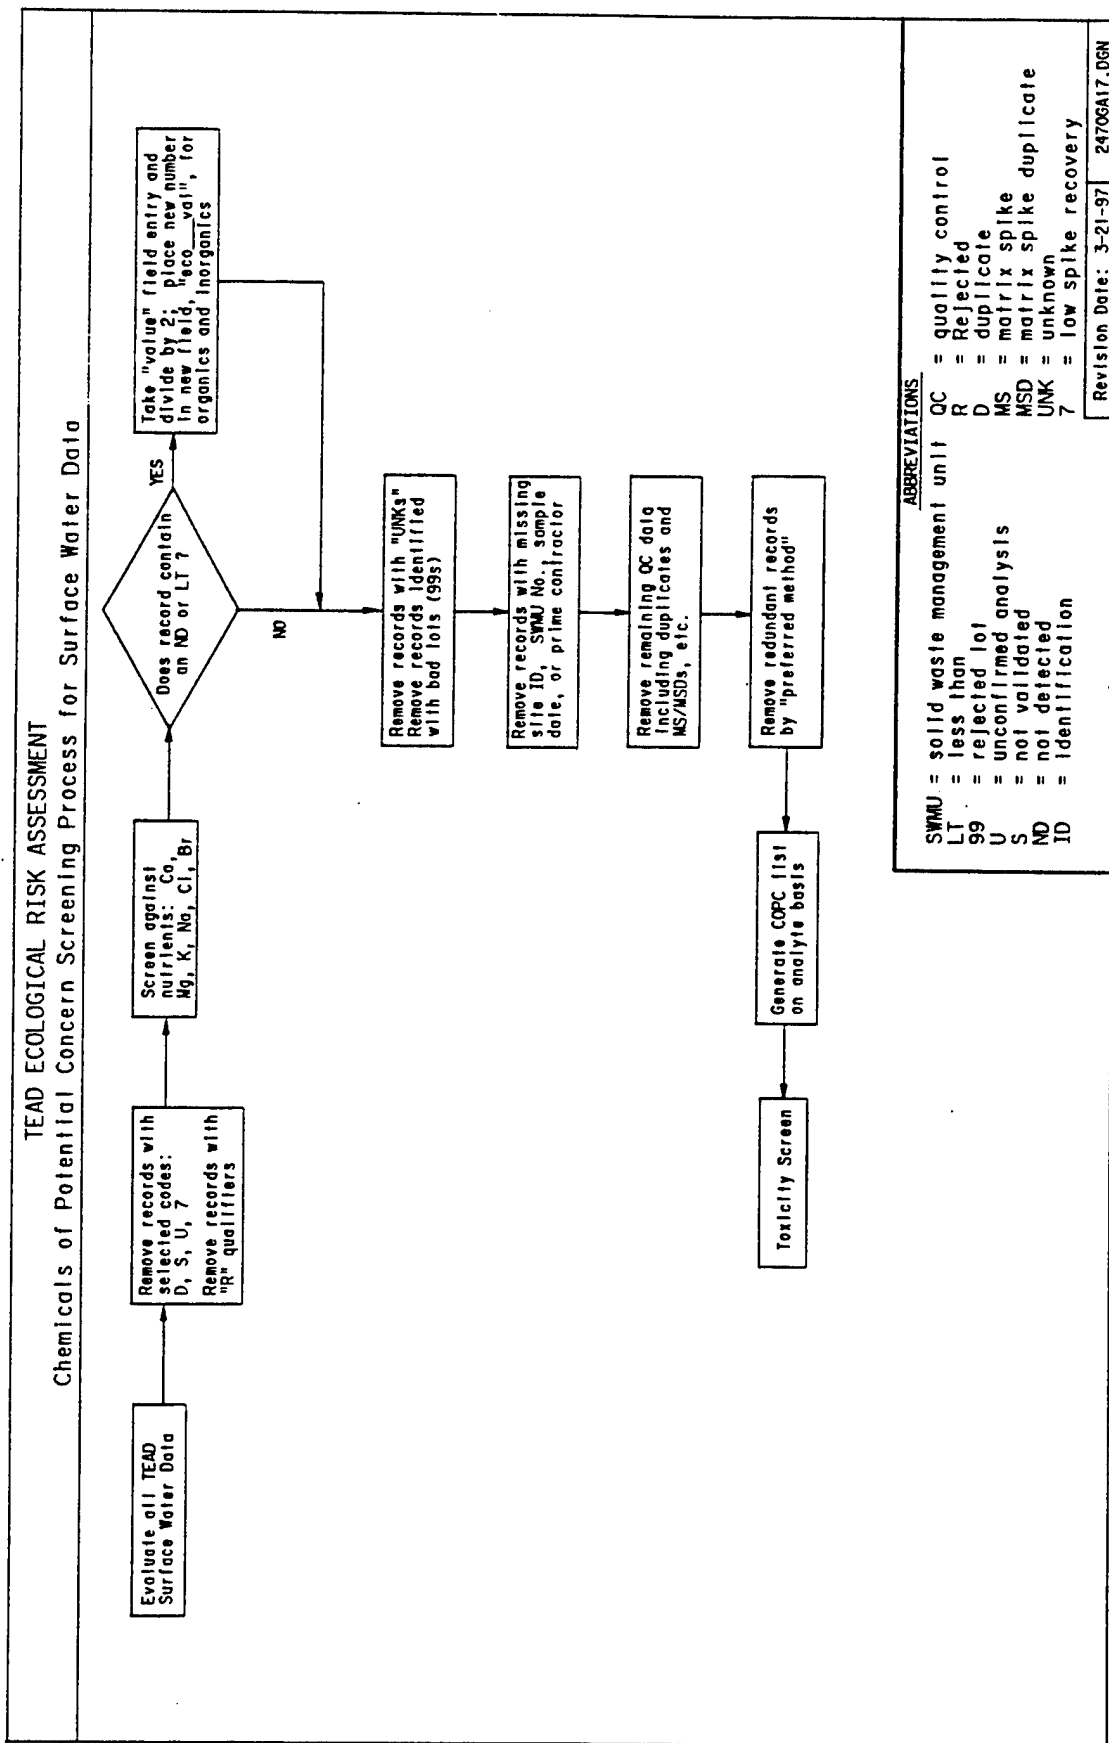 TEAD ECOLOGICAL RISK ASSESSMENT
Chemicals of Potential Concern Screening Process for Surface Water Data
Evaluate all TEAD
Surface Water Data
Remove records with
selected codes:
D, S, U, 7
Remove records with
"R" qualifiers
Screen against
nutrients: Ca,
Mg, K, Na, Cl, Br
Does record contain
an ND or LT ?
YES
NO
Take "value" field entry and
divide by 2; place new number
in new field, "eco__val", for
organics and inorganics
Remove records with "UNKs"
Remove records identified
with bad lots (99s)
Remove records with missing
site ID, SWMU No., sample
date, or prime contractor
Remove remaining QC data
including duplicates and
MS/MSDs, etc.
Remove redundant records
by "preferred method"
Generate COPC list
on analyte basis
Toxicity Screen
ABBREVIATIONS
SWMU = solid waste management unit
LT = less than
99 = rejected lot
U = unconfirmed analysis
S = not validated
ND = not detected
ID = identification
QC = quality control
R = Rejected
D = duplicate
MS = matrix spike
MSD = matrix spike duplicate
UNK = unknown
7 = low spike recovery
Revision Date: 3-21-97
2470GA17.DGN